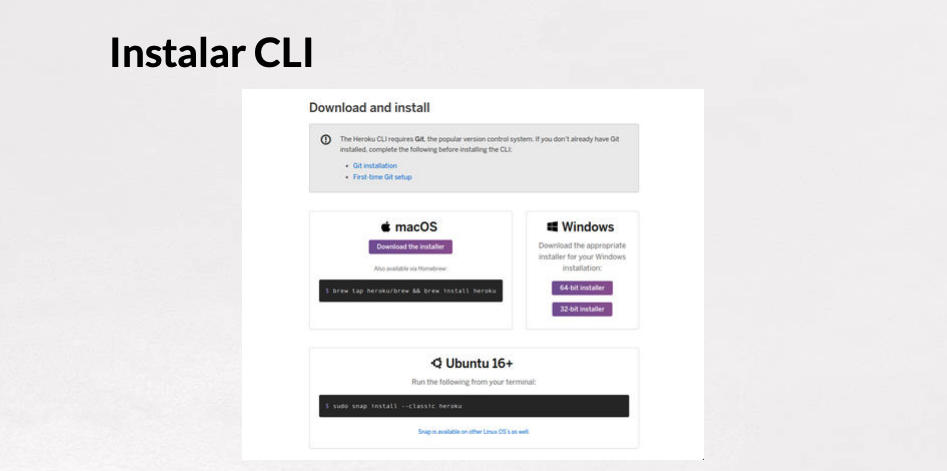 Instalar CLI
Download and install
The Heroku CLI requires Git, the popular version control system. If you don't already have Git
installed, complete the following before installing the CLI:
• Git installation
• First-time Git setup
macOS
Download the installer
Also available via Homebrew:
$ brew tap heroku/brew && brew install heroku
Windows
Download the appropriate
installer for your Windows
installation:
64-bit installer
32-bit installer
Ubuntu 16+
Run the following from your terminal:
$ sudo snap install --classic heroku
Snap is available on other Linux OS's as well.